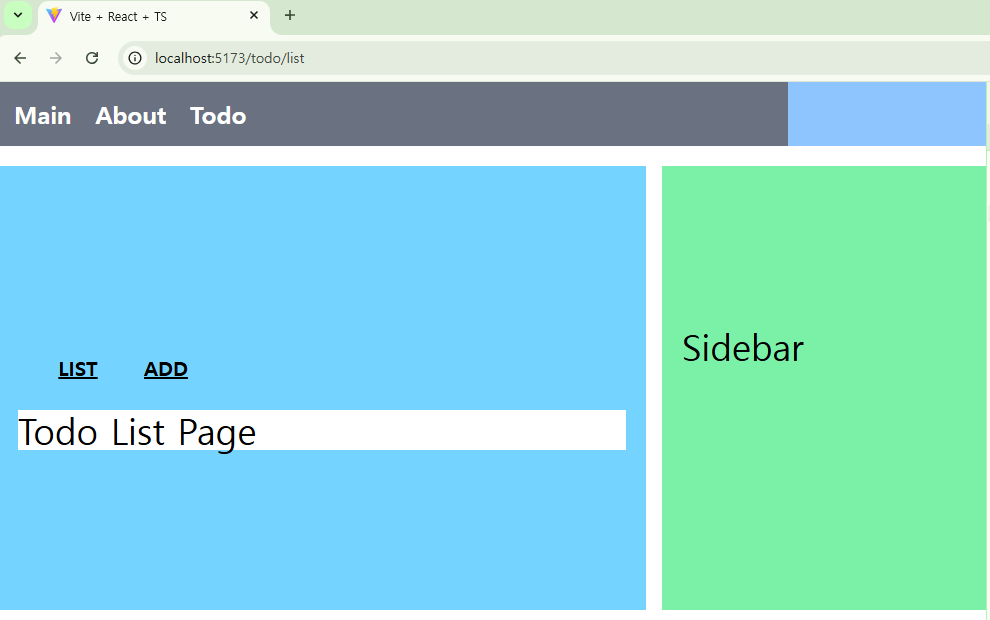 Vite + React + TS
localhost:5173/todo/list
Main About Todo
LIST ADD
Todo List Page
Sidebar